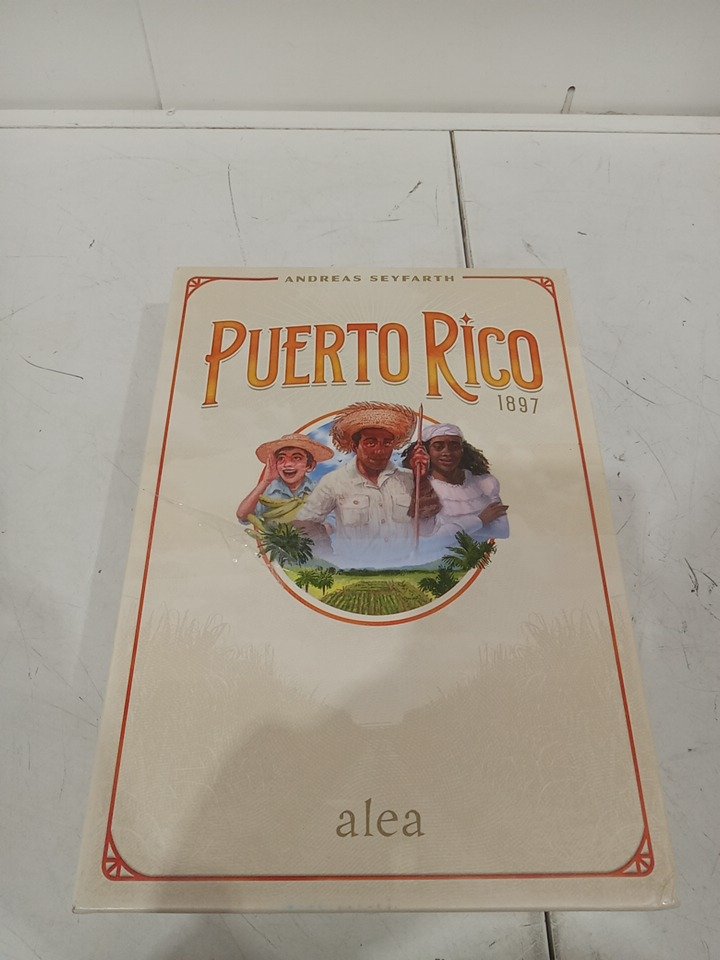 ANDREAS SEYFARTH
PUERTO RICO
1897
alea